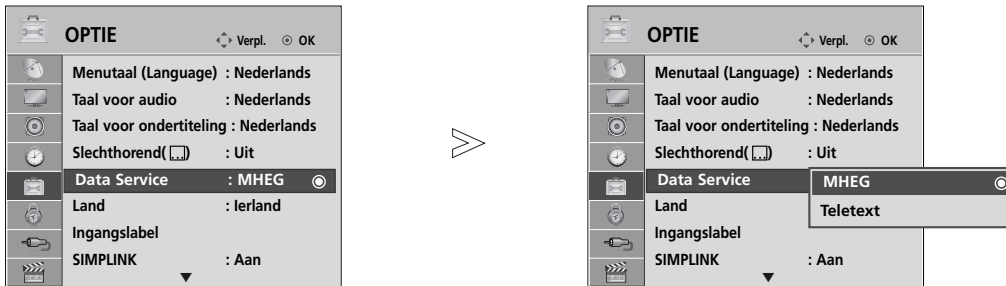 OPTIE Verpl. OK
Menutaal (Language) : Nederlands
Taal voor audio : Nederlands
Taal voor ondertiteling : Nederlands
Slechthorend( ... ) : Uit
Data Service : MHEG
Land : Ierland
Ingangslabel
SIMPLINK : Aan
>
OPTIE Verpl. OK
Menutaal (Language) : Nederlands
Taal voor audio : Nederlands
Taal voor ondertiteling : Nederlands
Slechthorend( ... ) : Uit
Data Service
MHEG
Land
Teletext
Ingangslabel
SIMPLINK : Aan